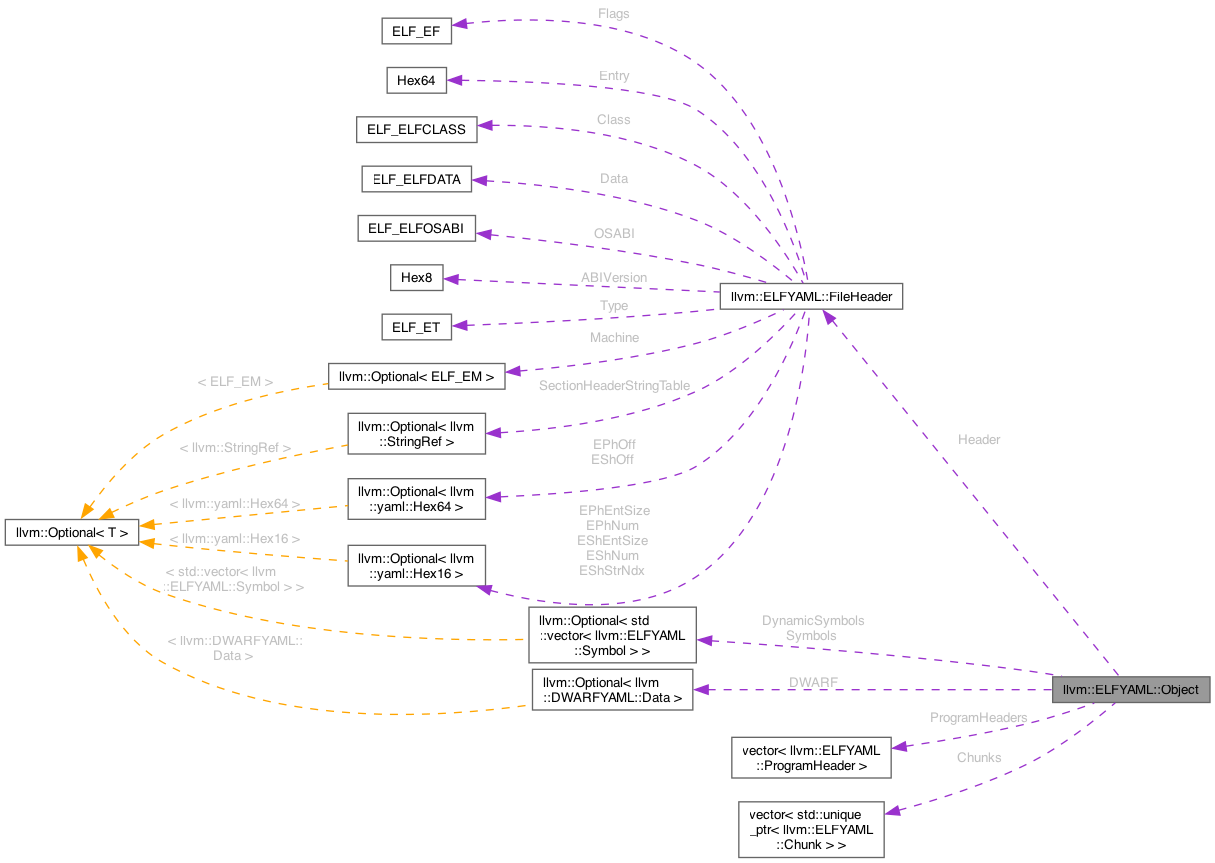 Flags
ELF_EF
Entry
Hex64
Class
ELF_ELFCLASS
Data
ELF_ELFDATA
OSABI
ELF_ELFOSABI
ABIVersion
Hex8
llvm::ELFYAML::FileHeader
Type
ELF_ET
Machine
llvm::Optional< ELF_EM >
< ELF_EM >
SectionHeaderStringTable
llvm::Optional< llvm
::StringRef >
< llvm::StringRef >
Header
EPhOff
EShOff
llvm::Optional< llvm
::yaml::Hex64 >
< llvm::yaml::Hex64 >
EPhEntSize
EPhNum
EShEntSize
EShNum
EShStrNdx
llvm::Optional< T >
< llvm::yaml::Hex16 >
llvm::Optional< llvm
::yaml::Hex16 >
< std::vector< llvm
::ELFYAML::Symbol > >
llvm::Optional< std
::vector< llvm::ELFYAML
::Symbol > >
DynamicSymbols
Symbols
< llvm::DWARFYAML::
Data >
llvm::Optional< llvm
::DWARFYAML::Data >
DWARF
llvm::ELFYAML::Object
ProgramHeaders
vector< llvm::ELFYAML
::ProgramHeader >
Chunks
vector< std::unique
_ptr< llvm::ELFYAML
::Chunk > >